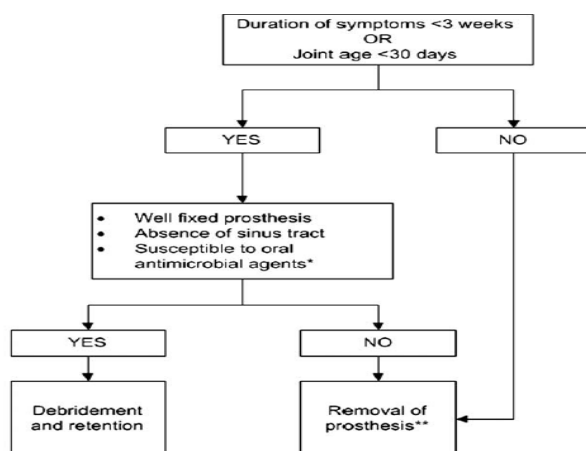 Duration of symptoms <3 weeks
OR
Joint age <30 days
YES
NO
• Well fixed prosthesis
• Absence of sinus tract
• Susceptible to oral
antimicrobial agents*
YES
NO
Debridement
and retention
Removal of
prosthesis**